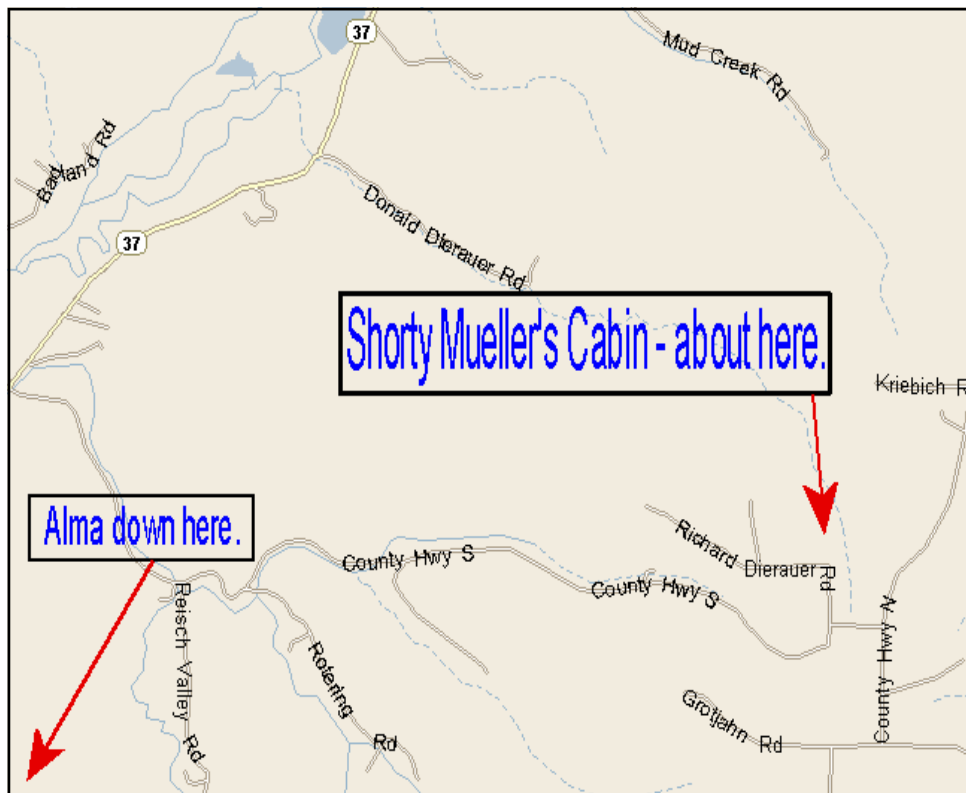 37
Mud Creek Rd
Badland Rd
Donald Dierauer Rd
37
Shorty Mueller's Cabin - about here.
Kriebich R
Alma down here.
Richard Dierauer Rd
County Hwy S
County Hwy S
County Hwy N
Reisch Valley Rd
Rotering Rd
Grotjahn Rd